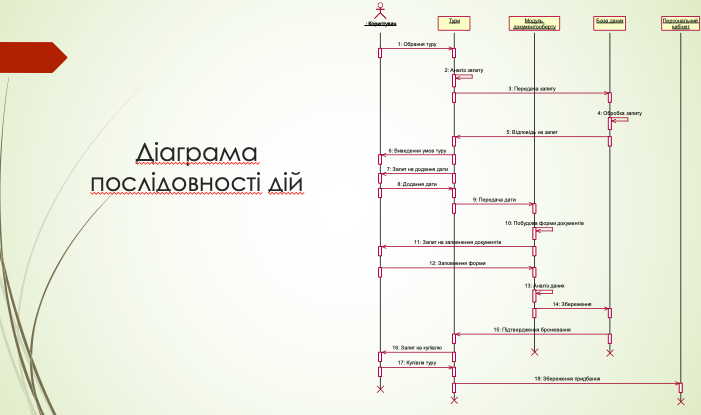 Діаграма
послідовності дій
: Користувач
Тури
Модуль
документооберту
База даних
Персональний
кабінет
1: Обрання туру
2: Аналіз запиту
3: Передача запиту
4: Обробка запиту
5: Відповідь на запит
6: Виведення умов туру
7: Запит на додання дати
8: Додання дати
9: Передача дати
10: Побудова форми документів
11: Запит на заповнення документів
12: Заповнення форми
13: Аналіз даних
14: Збереження
15: Підтвердження бронювання
16: Запит на купівлю
17: Купівля туру
18: Збереження придбання